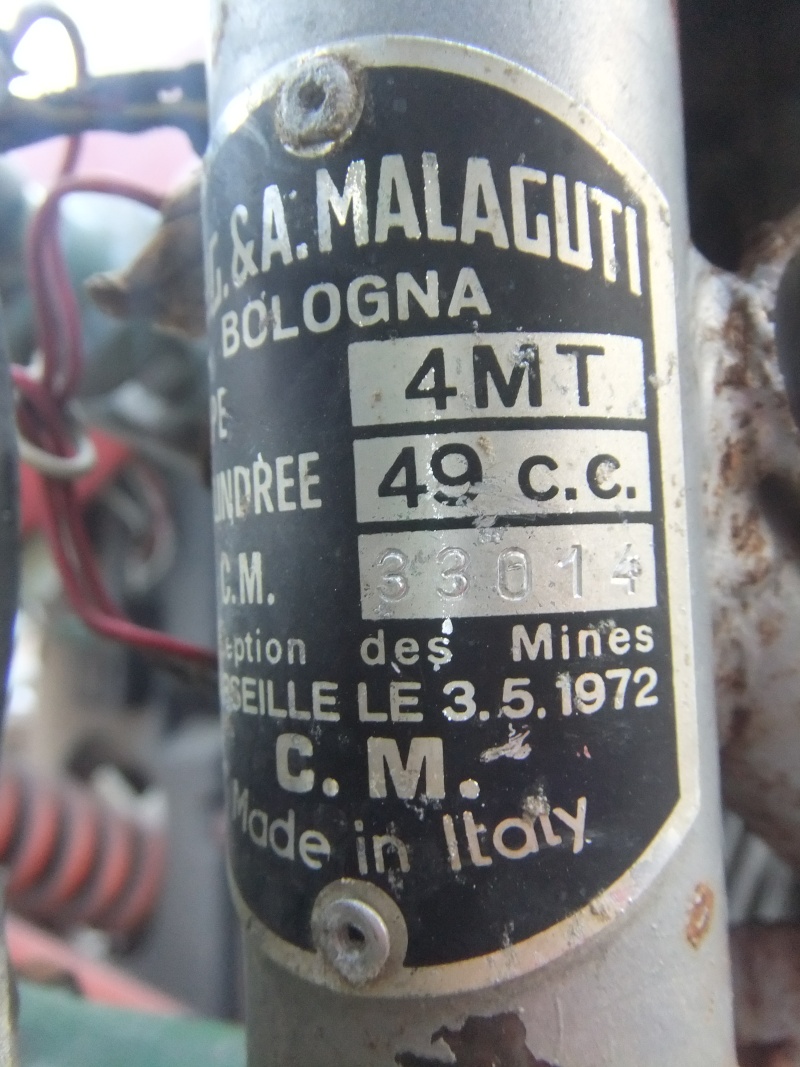 G. & A. MALAGUTI
BOLOGNA
4MT
49 c.c.
C.M. 33014
des Mines
LE 3.5.1972
C. M.
Made in Italy